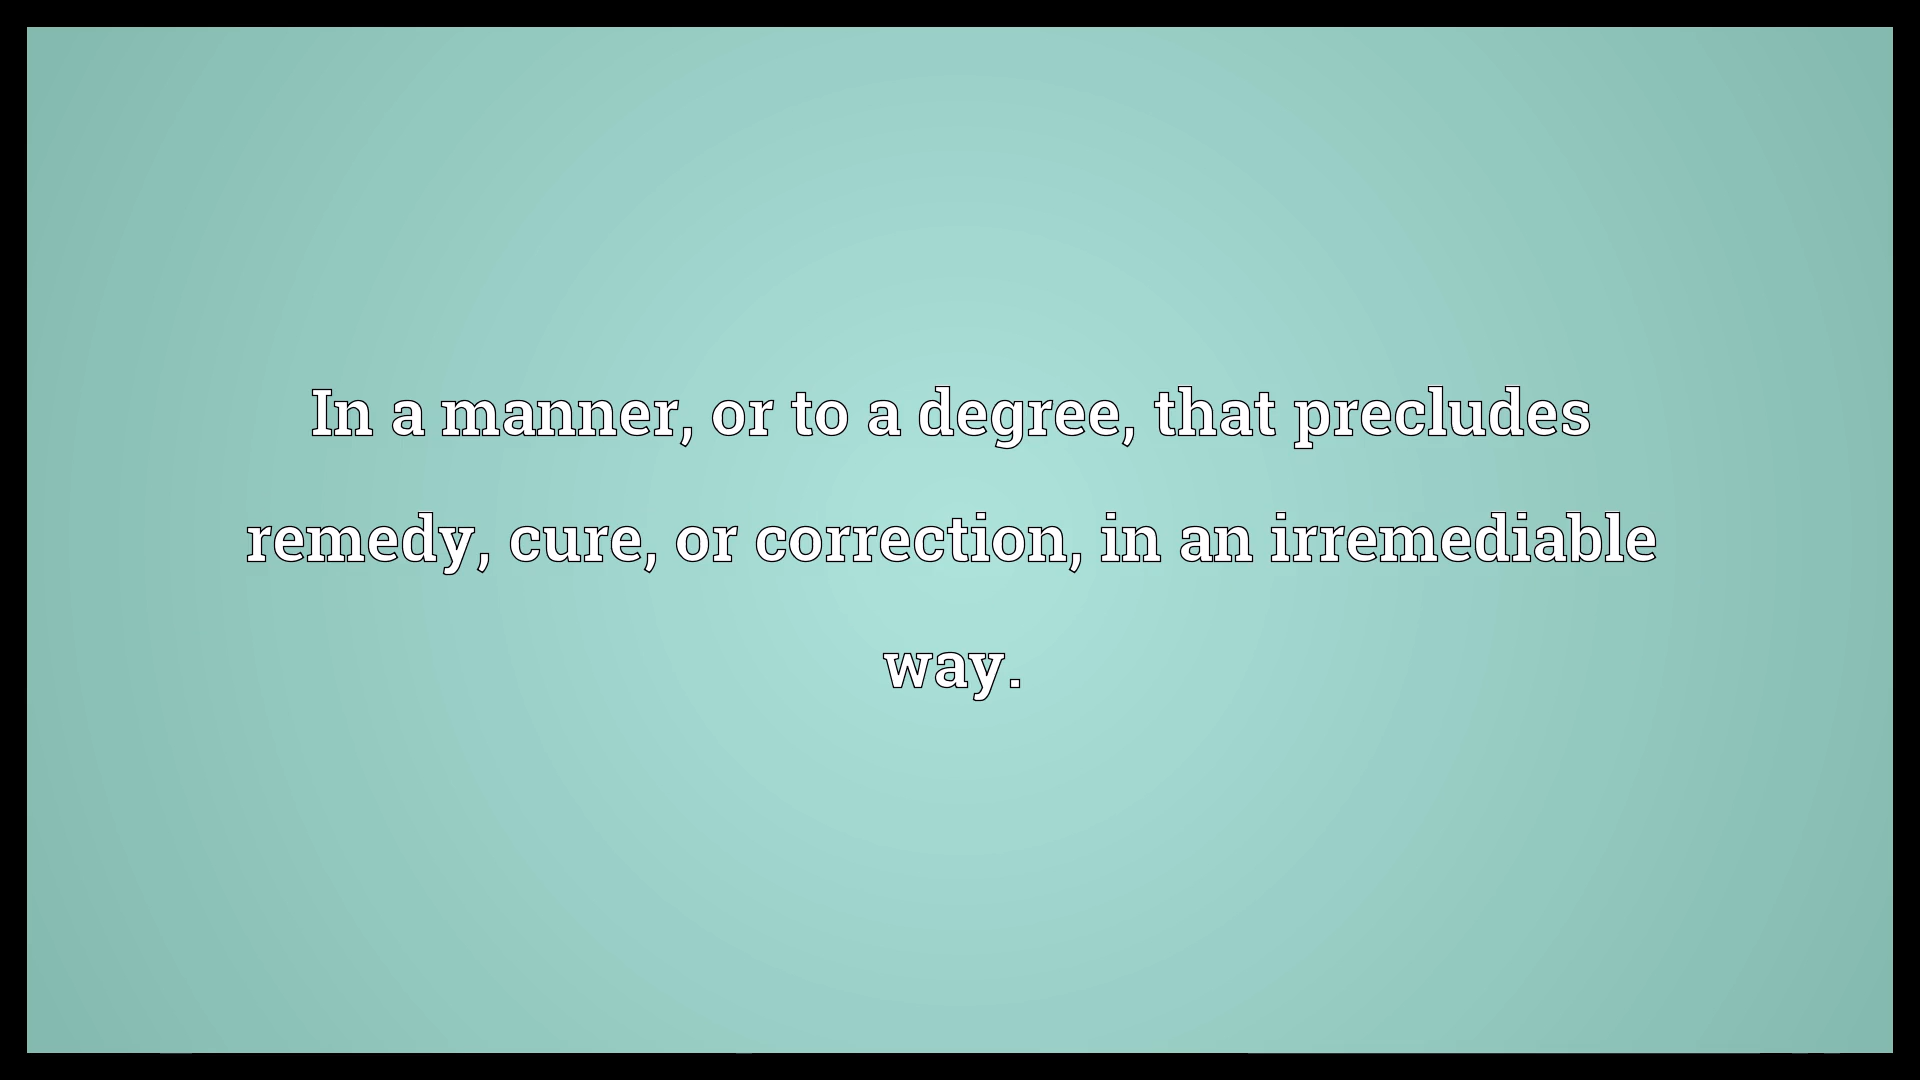 In a manner, or to a degree, that precludes
remedy, cure, or correction, in an irremediable
way.